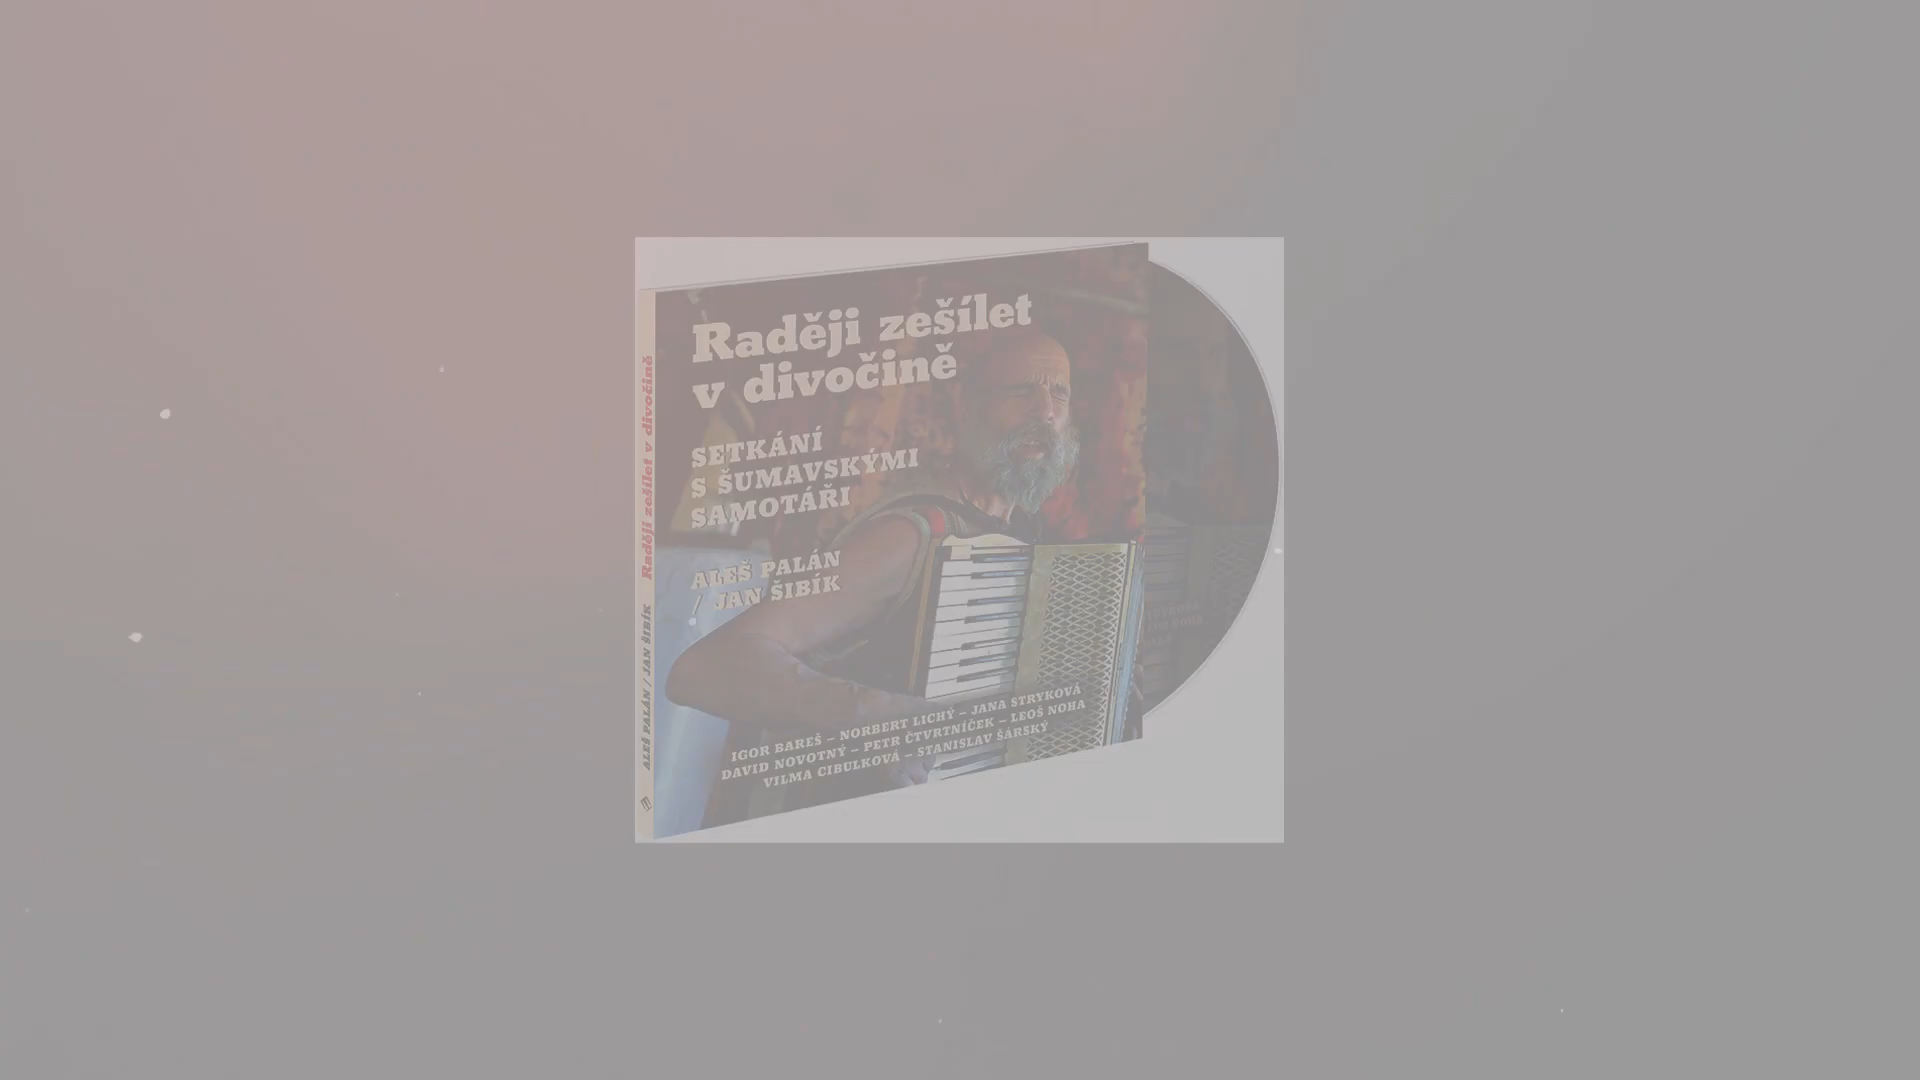 Raději zešílet
v divočině
SETKÁNÍ
S ŠUMAVSKÝMI
SAMOTÁŘI
ALEŠ PALÁN
/ JAN ŠIBÍK
IGOR BAREŠ – NORBERT LICHÝ – JANA STRYKOVÁ
DAVID NOVOTNÝ – PETR ČTVRTNÍČEK – LEOŠ NOHA
VILMA CIBULKOVÁ – STANISLAV ŠÁRSKÝ
ALEŠ PALÁN / JAN ŠIBÍK Raději zešílet v divočině